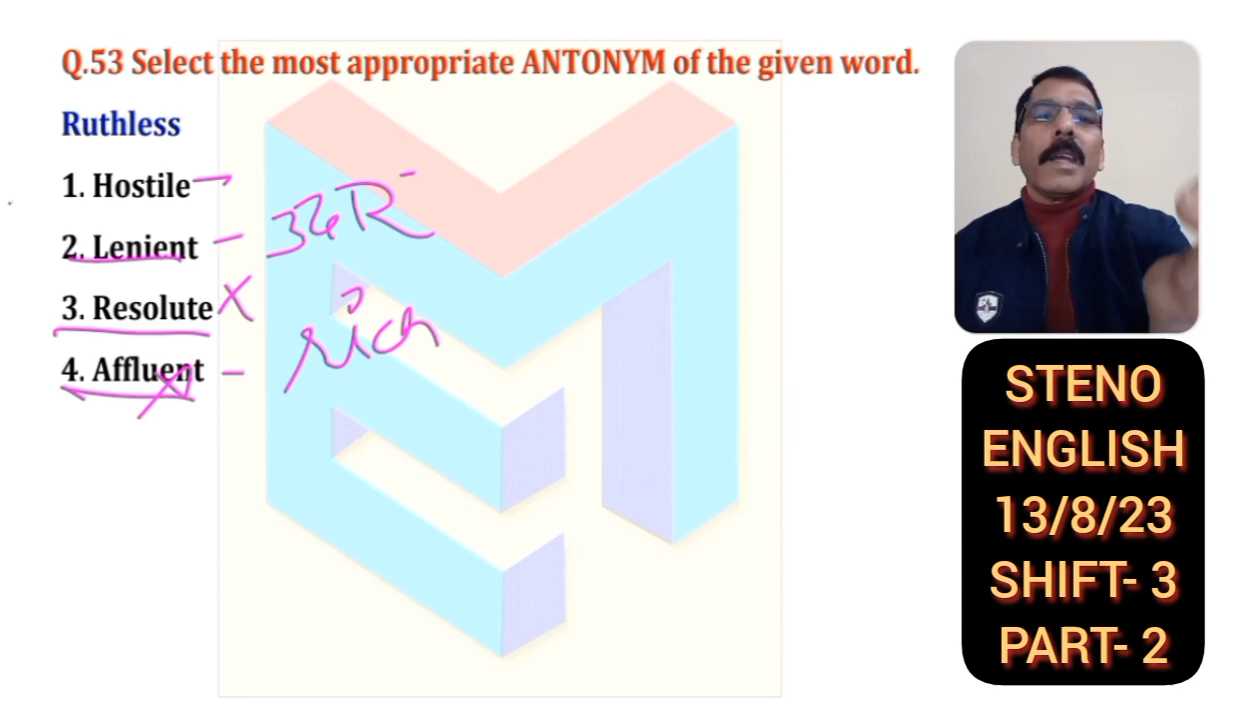 Q.53 Select the most appropriate ANTONYM of the given word.
Ruthless
1. Hostile
2. Lenient
3. Resolute
4. Affluent
rich
STENO
ENGLISH
13/8/23
SHIFT- 3
PART- 2